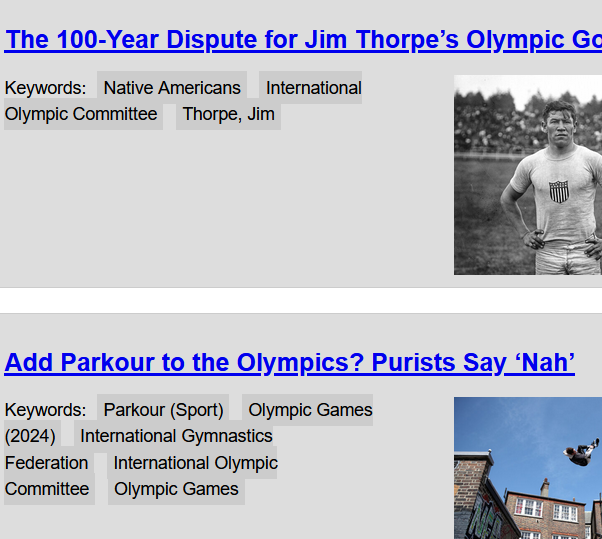 The 100-Year Dispute for Jim Thorpe’s Olympic Go
Keywords: Native Americans International
Olympic Committee Thorpe, Jim
Add Parkour to the Olympics? Purists Say ‘Nah’
Keywords: Parkour (Sport) Olympic Games
(2024) International Gymnastics
Federation International Olympic
Committee Olympic Games